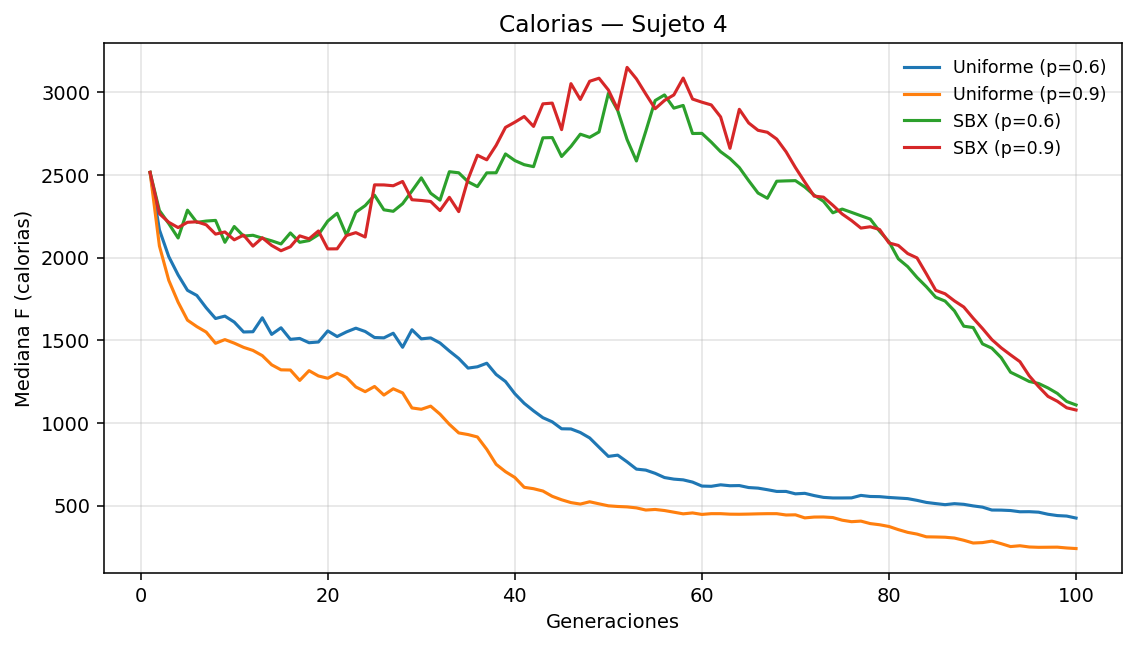 Calorias — Sujeto 4
Mediana F (calorias)
3000
2500
2000
1500
1000
500
0
20
40
60
80
100
Generaciones
Uniforme (p=0.6)
Uniforme (p=0.9)
SBX (p=0.6)
SBX (p=0.9)